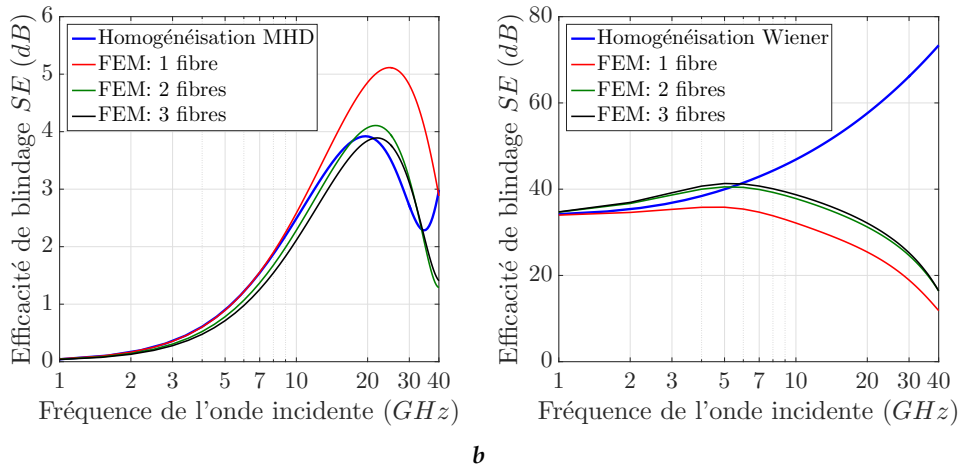 Efficacité de blindage SE (dB)
6
5
4
3
2
1
0
Homogénéisation MHD
FEM: 1 fibre
FEM: 2 fibres
FEM: 3 fibres
1 2 3 5 7 10 20 30 40
Fréquence de l'onde incidente (GHz)
Efficacité de blindage SE (dB)
80
60
40
20
0
Homogénéisation Wiener
FEM: 1 fibre
FEM: 2 fibres
FEM: 3 fibres
1 2 3 5 7 10 20 30 40
Fréquence de l'onde incidente (GHz)
b